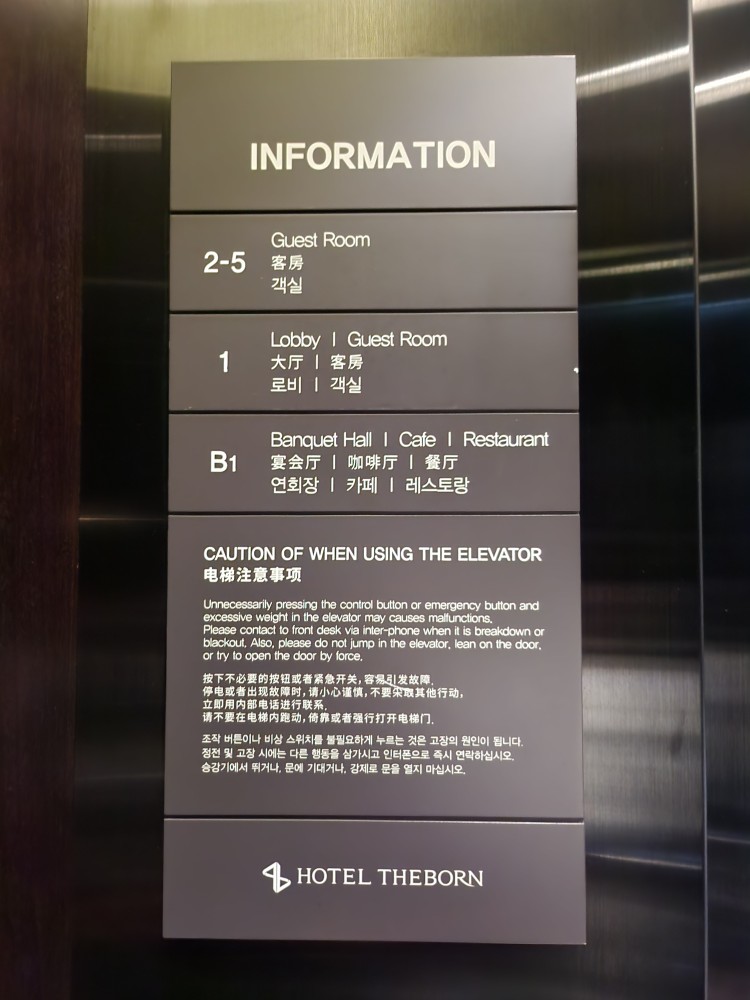 INFORMATION
2-5
Guest Room
客房
객실
1
Lobby | Guest Room
大厅 | 客房
로비 | 객실
B1
Banquet Hall | Cafe | Restaurant
宴会厅 | 咖啡厅 | 餐厅
연회장 | 카페 | 레스토랑
CAUTION OF WHEN USING THE ELEVATOR
电梯注意事项
Unnecessarily pressing the control button or emergency button and
excessive weight in the elevator may causes malfunctions.
Please contact to front desk via inter-phone when it is breakdown or
blackout. Also, please do not jump in the elevator, lean on the door,
or try to open the door by force.
按下不必要的按钮或者紧急开关, 容易引发故障.
停电或者出现故障时, 请小心谨慎, 不要采取其他行动,
立即用内部电话进行联系.
请不要在电梯内跑动, 倚靠或者强行打开电梯门.
조작 버튼이나 비상 스위치를 불필요하게 누르는 것은 고장의 원인이 됩니다.
정전 및 고장 시에는 다른 행동을 삼가시고 인터폰으로 즉시 연락하십시오.
승강기에서 뛰거나, 문에 기대거나, 강제로 문을 열지 마십시오.
HOTEL THEBORN